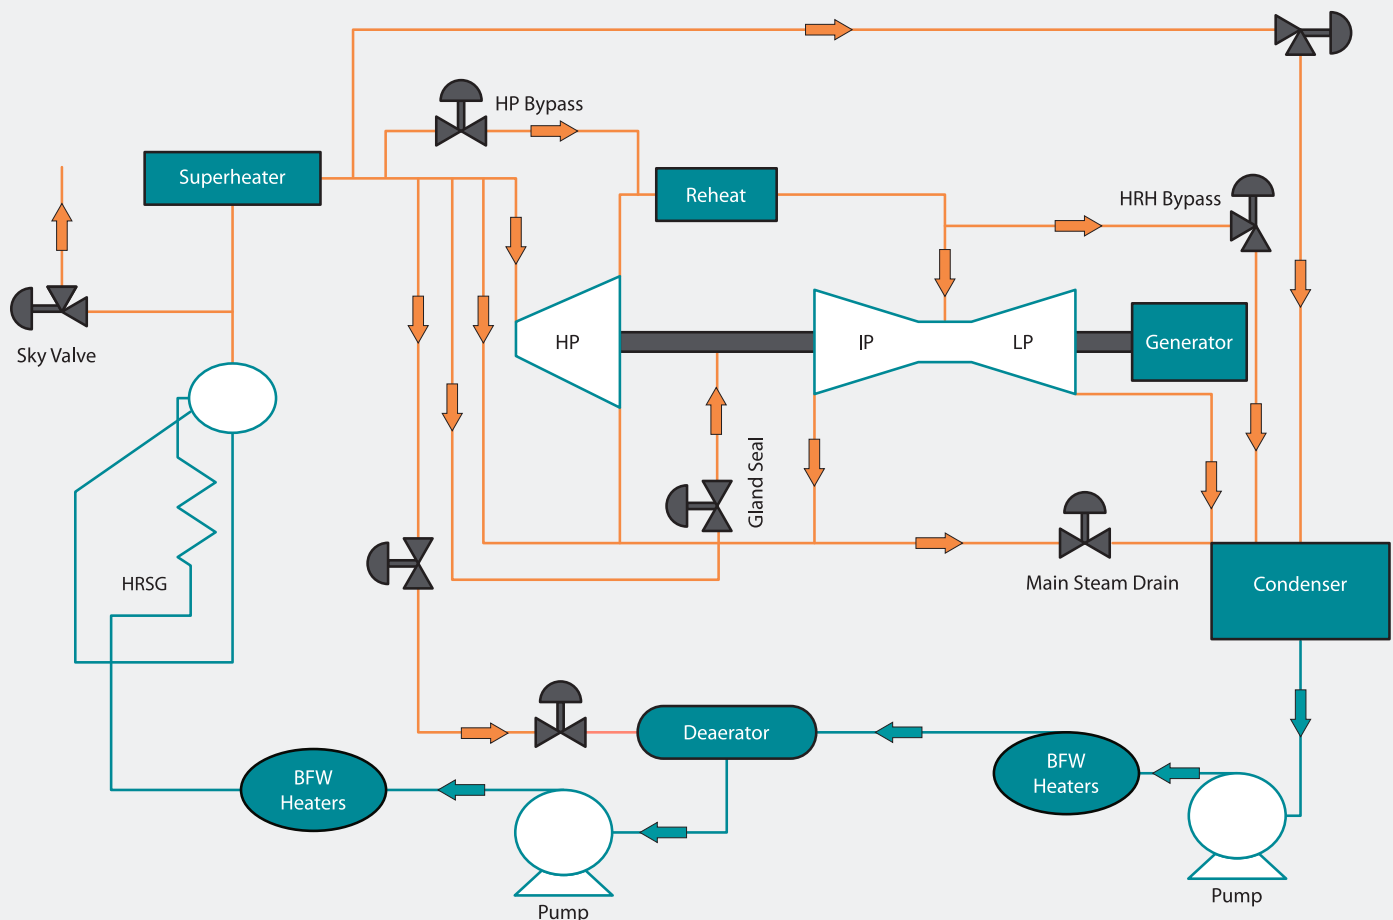 HP Bypass
Superheater
Reheat
HRH Bypass
Sky Valve
HP
IP
LP
Generator
Gland Seal
HRSG
Main Steam Drain
Condenser
Deaerator
BFW
Heaters
BFW
Heaters
Pump
Pump